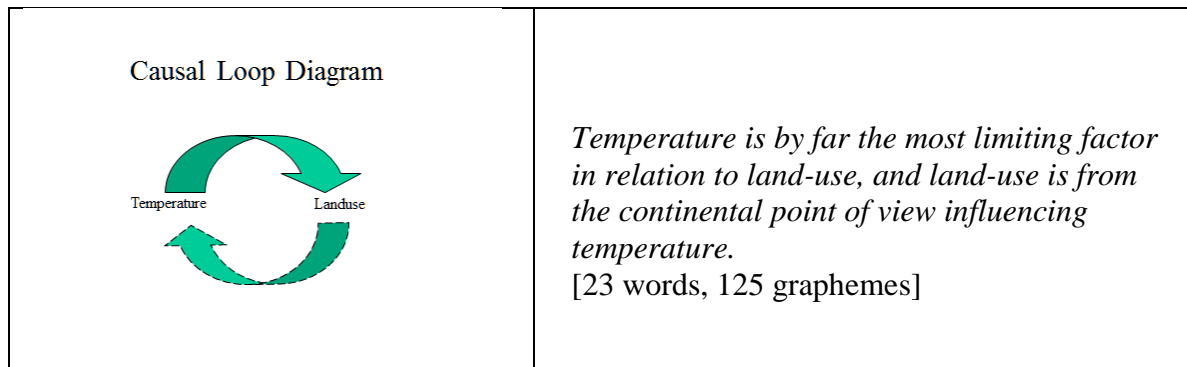 Causal Loop Diagram
Temperature
Landuse
Temperature is by far the most limiting factor
in relation to land-use, and land-use is from
the continental point of view influencing
temperature.
[23 words, 125 graphemes]